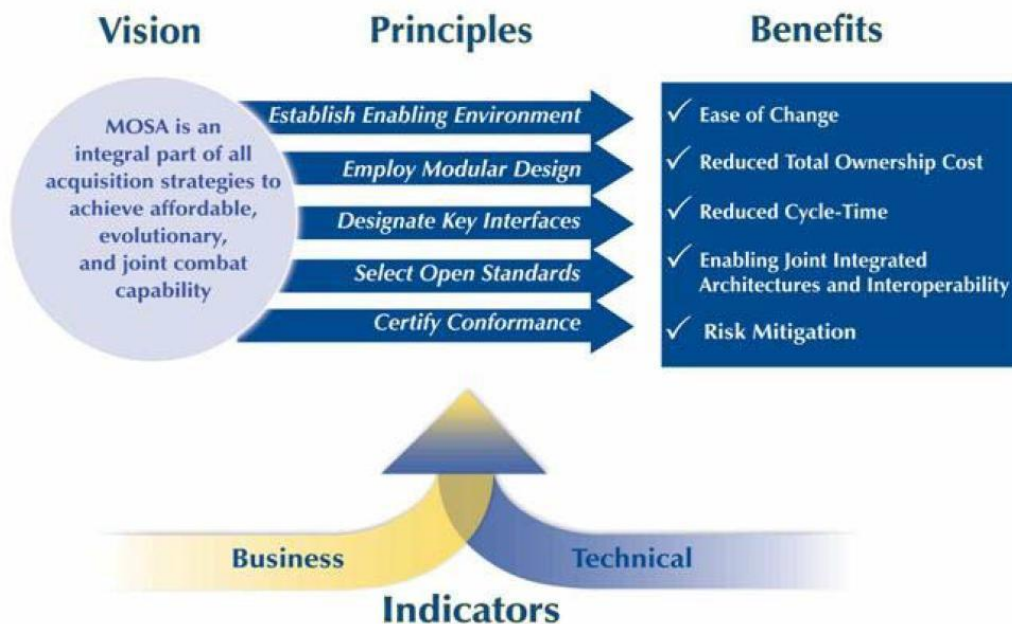 Vision
Principles
Benefits
MOSA is an
integral part of all
acquisition strategies to
achieve affordable,
evolutionary,
and joint combat
capability
Establish Enabling Environment
Employ Modular Design
Designate Key Interfaces
Select Open Standards
Certify Conformance
✓ Ease of Change
✓ Reduced Total Ownership Cost
✓ Reduced Cycle-Time
✓ Enabling Joint Integrated
Architectures and Interoperability
✓ Risk Mitigation
Business
Technical
Indicators